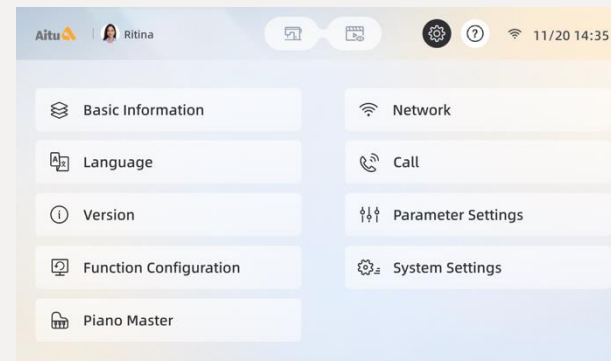 Aitu
Ritina
11/20 14:35
Basic Information
Network
Language
Call
Version
Parameter Settings
Function Configuration
System Settings
Piano Master